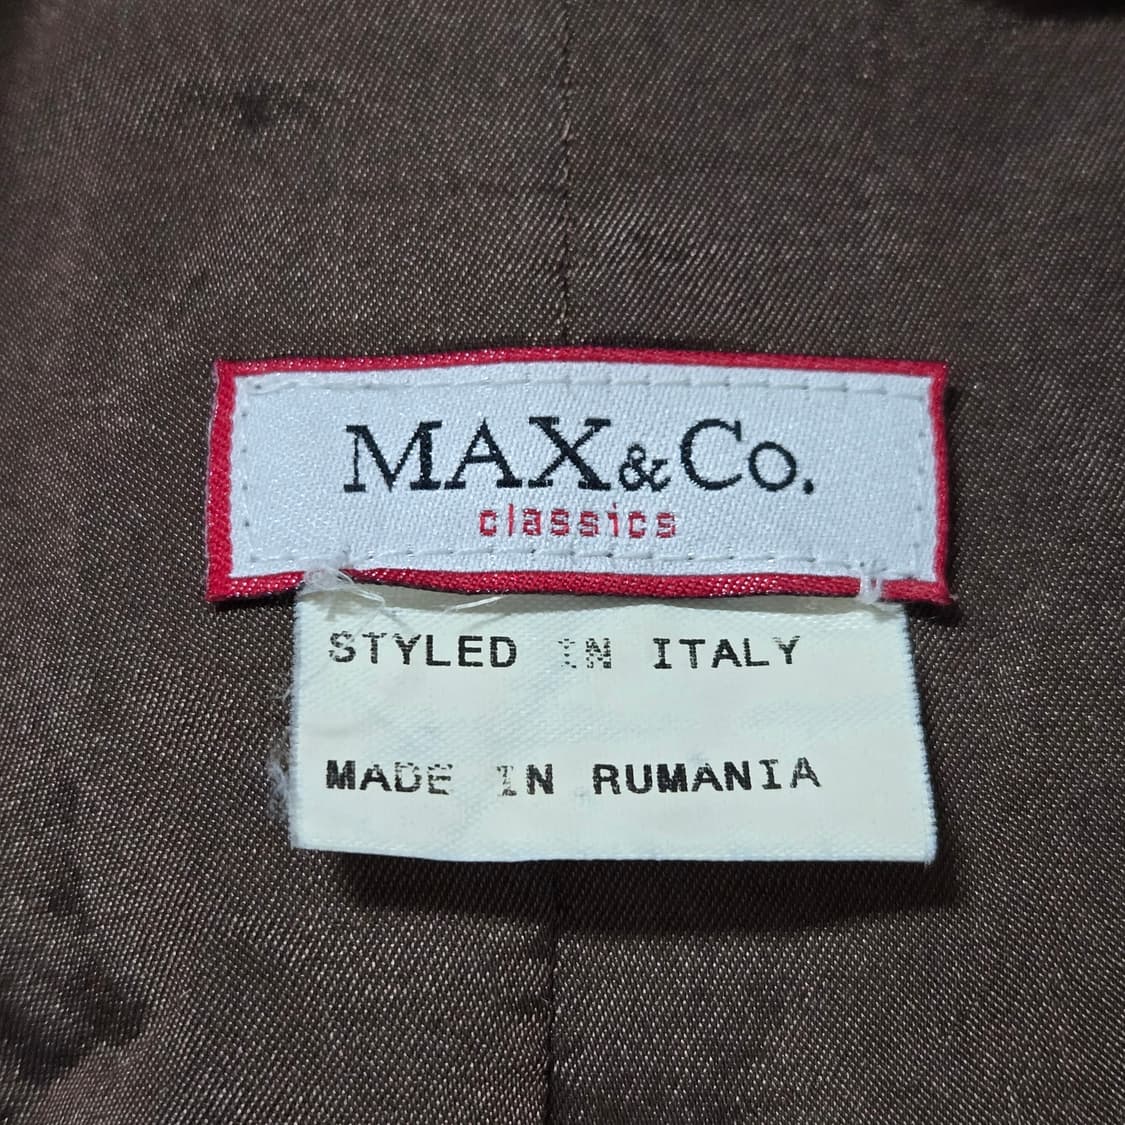 MAX&Co.
classics
STYLED IN ITALY
MADE IN RUMANIA